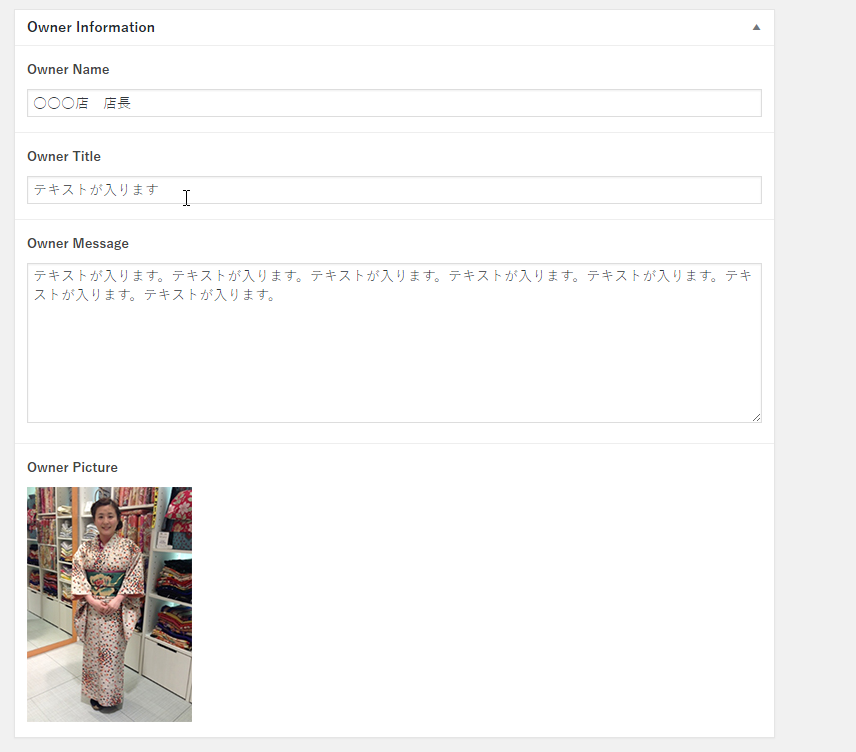 Owner Information
Owner Name
〇〇〇店　店長
Owner Title
テキストが入ります
Owner Message
テキストが入ります。テキストが入ります。テキストが入ります。テキストが入ります。テキストが入ります。テキ
ストが入ります。テキストが入ります。
Owner Picture